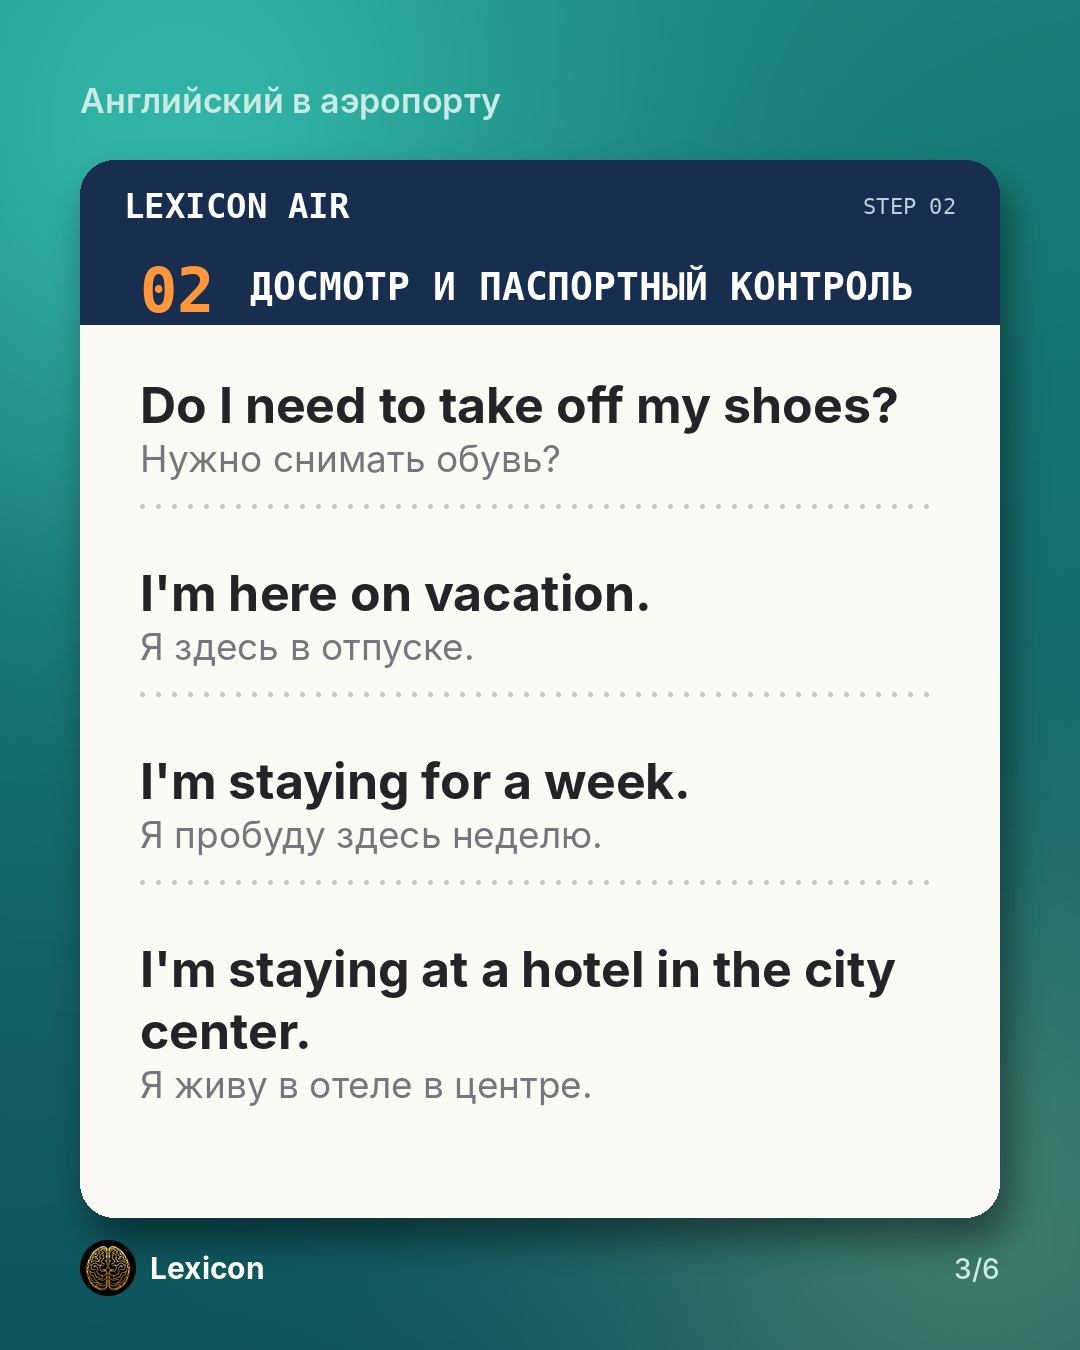 Английский в аэропорту
LEXICON AIR
STEP 02
02 ДОСМОТР И ПАСПОРТНЫЙ КОНТРОЛЬ
Do I need to take off my shoes?
Нужно снимать обувь?
I'm here on vacation.
Я здесь в отпуске.
I'm staying for a week.
Я пробуду здесь неделю.
I'm staying at a hotel in the city
center.
Я живу в отеле в центре.
Lexicon
3/6